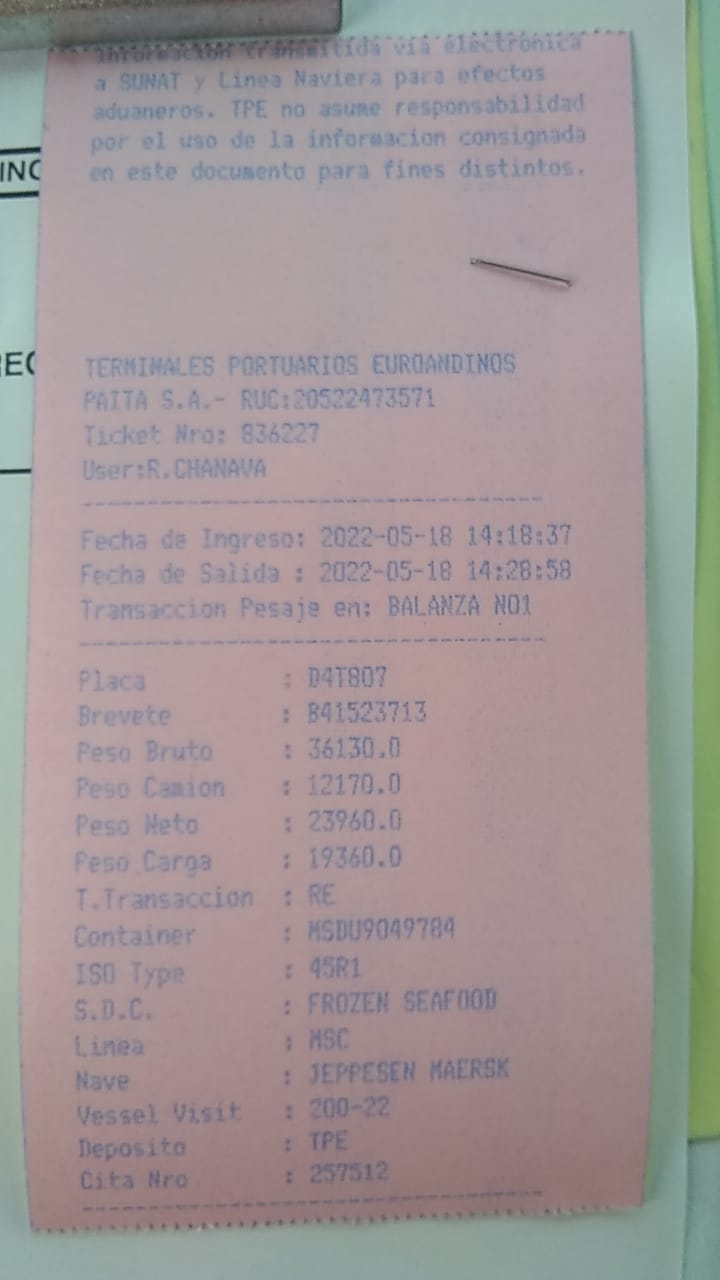 informacion transmitida via electronica
a SUNAT y Linea Naviera para efectos
aduaneros. TPE no asume responsabilidad
por el uso de la informacion consignada
en este documento para fines distintos.
TERMINALES PORTUARIOS EUROANDINOS
PAITA S.A.- RUC:20522473571
Ticket Nro: 836227
User:R.CHANAVA
--------------------------------
Fecha de Ingreso: 2022-05-18 14:18:37
Fecha de Salida : 2022-05-18 14:28:58
Transaccion Pesaje en: BALANZA NO1
--------------------------------
Placa : D4T807
Brevete : B41523713
Peso Bruto : 36130.0
Peso Camion : 12170.0
Peso Neto : 23960.0
Peso Carga : 19360.0
T.Transaccion : RE
Container : MSDU9049784
ISO Type : 45R1
S.D.C. : FROZEN SEAFOOD
Linea : MSC
Nave : JEPPESEN MAERSK
Vessel Visit : 200-22
Deposito : TPE
Cita Nro : 257512
--------------------------------